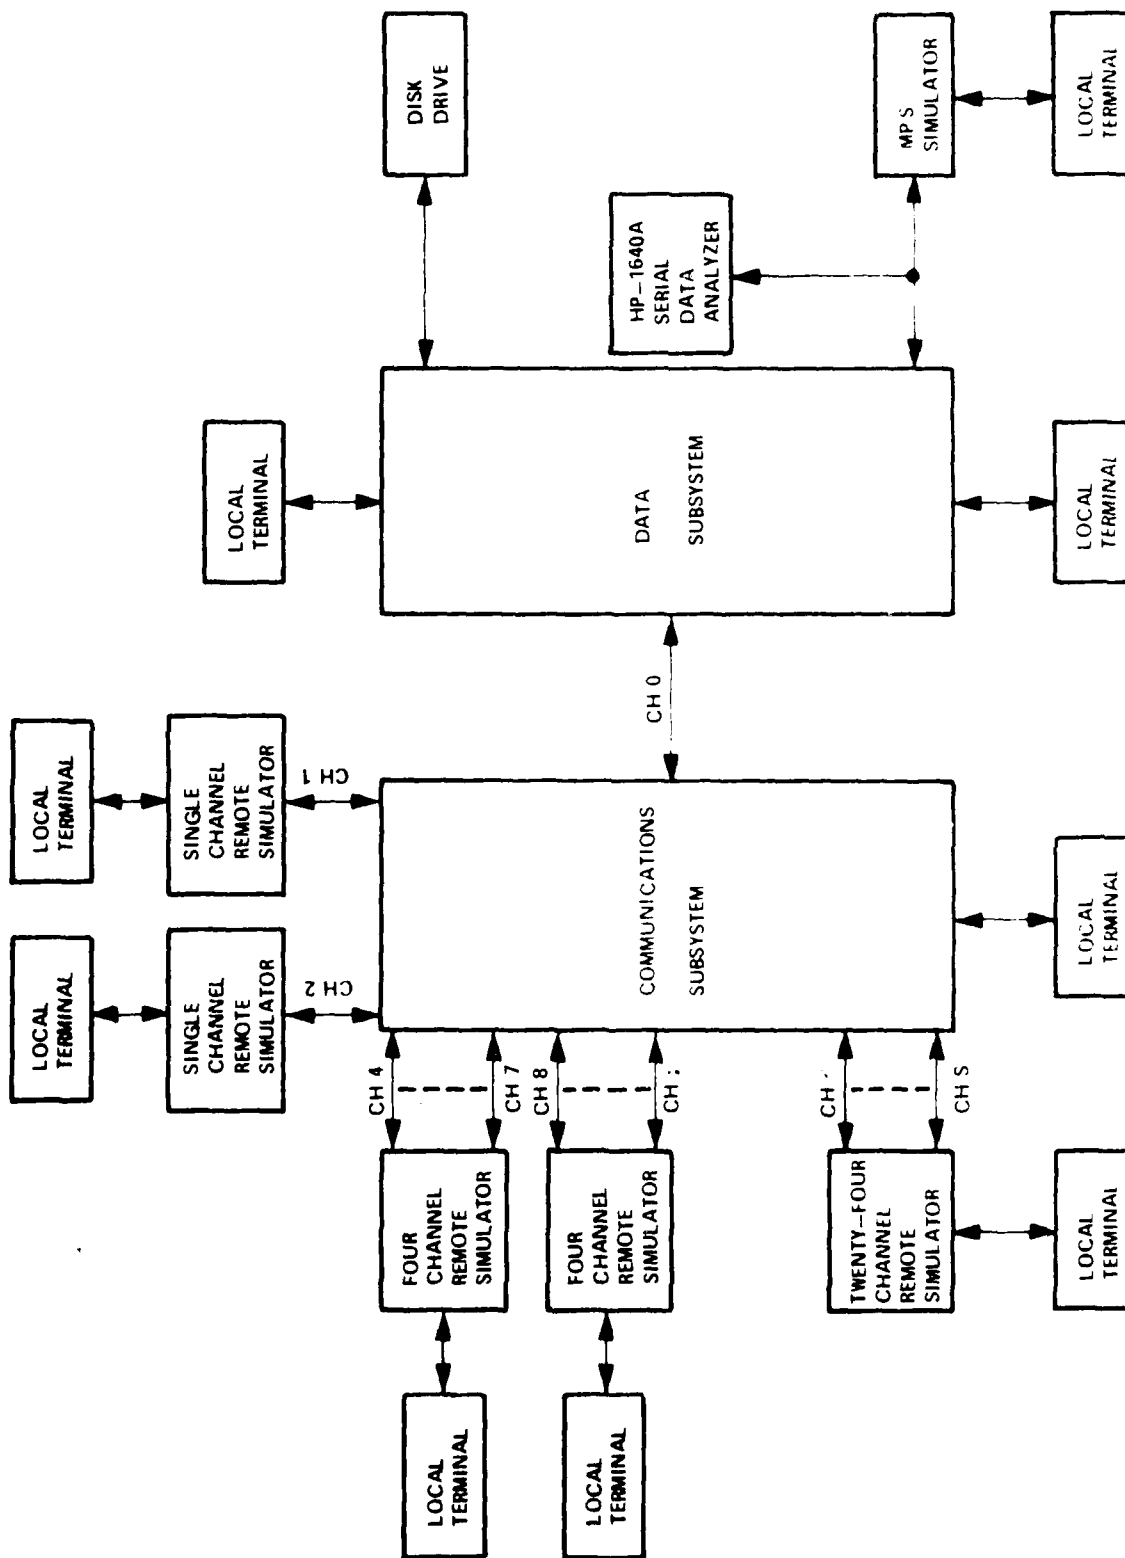 LOCAL
TERMINAL
LOCAL
TERMINAL
SINGLE
CHANNEL
REMOTE
SIMULATOR
SINGLE
CHANNEL
REMOTE
SIMULATOR
CH 2
CH 1
LOCAL
TERMINAL
DISK
DRIVE
LOCAL
TERMINAL
FOUR
CHANNEL
REMOTE
SIMULATOR
CH 4
CH 7
LOCAL
TERMINAL
FOUR
CHANNEL
REMOTE
SIMULATOR
CH 8
CH
COMMUNICATIONS
SUBSYSTEM
CH 0
DATA
SUBSYSTEM
HP-1640A
SERIAL
DATA
ANALYZER
TWENTY-FOUR
CHANNEL
REMOTE
SIMULATOR
CH
CH S
MPS
SIMULATOR
LOCAL
TERMINAL
LOCAL
TERMINAL
LOCAL
TERMINAL
LOCAL
TERMINAL